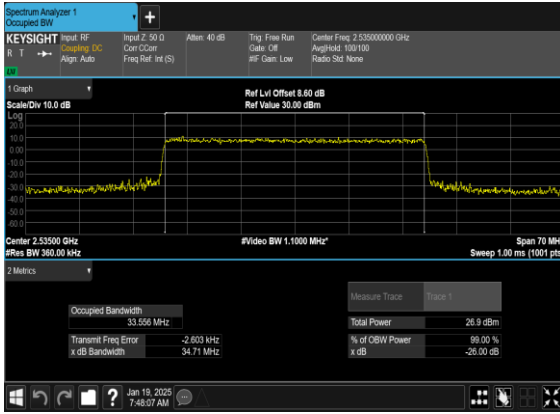 Spectrum Analyzer 1
Occupied BW
+
KEYSIGHT
R T
LV
Input: RF
Coupling: DC
Align: Auto
Input Z: 50 Ω
Corr CCorr
Freq Ref: Int (S)
Atten: 40 dB
Trig: Free Run
Gate: Off
#IF Gain: Low
Center Freq: 2.535000000 GHz
Avg|Hold: 100/100
Radio Std: None
1 Graph
Scale/Div 10.0 dB
Ref Lvl Offset 8.60 dB
Ref Value 30.00 dBm
Log
20.0
10.0
0.00
-10.0
-20.0
-30.0
-40.0
-50.0
-60.0
Center 2.53500 GHz
#Res BW 360.00 kHz
#Video BW 1.1000 MHz*
Span 70 MH
Sweep 1.00 ms (1001 pts
2 Metrics
Measure Trace
Trace 1
Occupied Bandwidth
33.556 MHz
Total Power
26.9 dBm
Transmit Freq Error
-2.603 kHz
% of OBW Power
99.00 %
x dB Bandwidth
34.71 MHz
x dB
-26.00 dB
?
Jan 19, 2025
7:48:07 AM